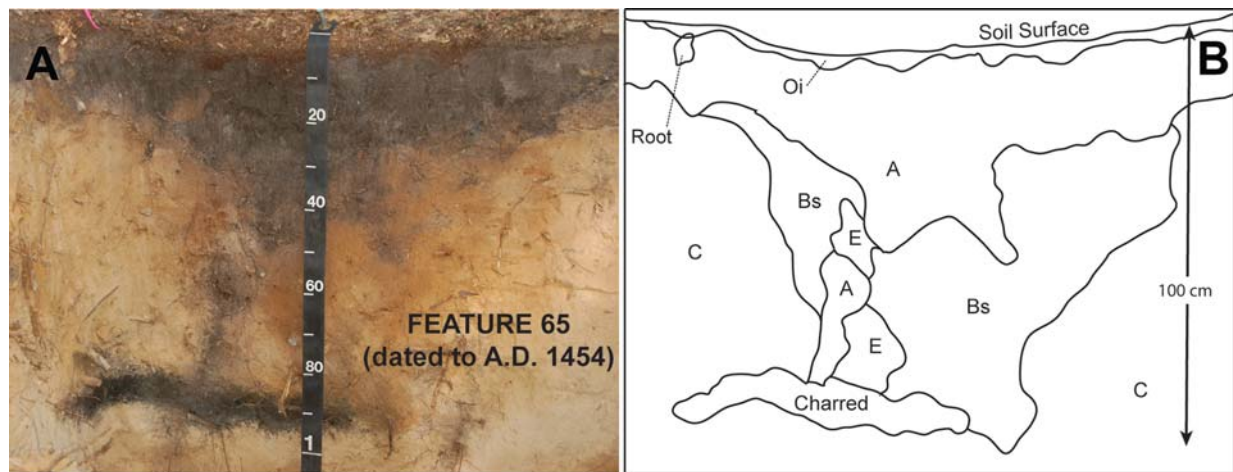 A
20
40
60
80
1
FEATURE 65
(dated to A.D. 1454)
B
Soil Surface
Oi
Root
A
Bs
E
C
A
Bs
100 cm
E
C
Charred